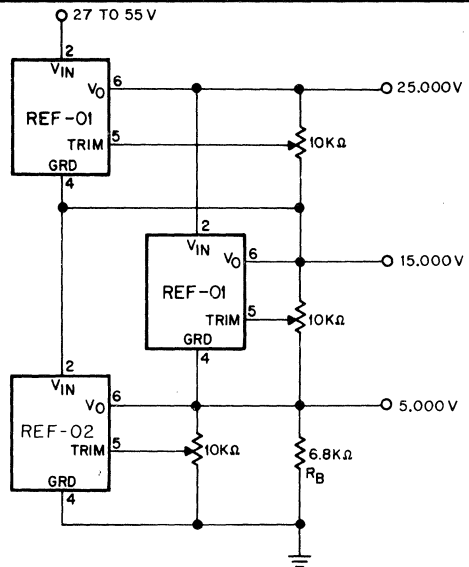 27 TO 55V
2
VIN
VO 6
25.000V
REF-01
TRIM 5
10KΩ
GRD
4
2
VIN
VO 6
15.000V
REF-01
TRIM 5
10KΩ
GRD
4
2
VIN
VO 6
5.000V
REF-02
TRIM 5
10KΩ
6.8KΩ
RB
GRD
4